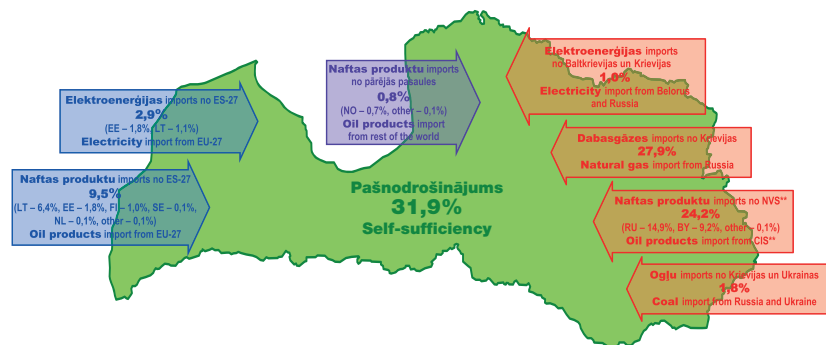 Elektroenerģijas imports no ES-27
2,9%
(EE – 1,8%, LT – 1,1%)
Electricity import from EU-27
Naftas produktu imports no ES-27
9,5%
(LT – 6,4%, EE – 1,8%, FI – 1,0%, SE – 0,1%,
NL – 0,1%, other – 0,1%)
Oil products import from EU-27
Naftas produktu imports
no pārējās pasaules
0,8%
(NO – 0,7%, other – 0,1%)
Oil products import
from rest of the world
Pašnodrošinājums
31,9%
Self-sufficiency
Elektroenerģijas imports
no Baltkrievijas un Krievijas
1,0%
Electricity import from Belorus
and Russia
Dabasgāzes imports no Krievijas
27,9%
Natural gas import from Russia
Naftas produktu imports no NVS**
24,2%
(RU – 14,9%, BY – 9,2%, other – 0,1%)
Oil products import from CIS**
Ogļu imports no Krievijas un Ukrainas
1,8%
Coal import from Russia and Ukraine